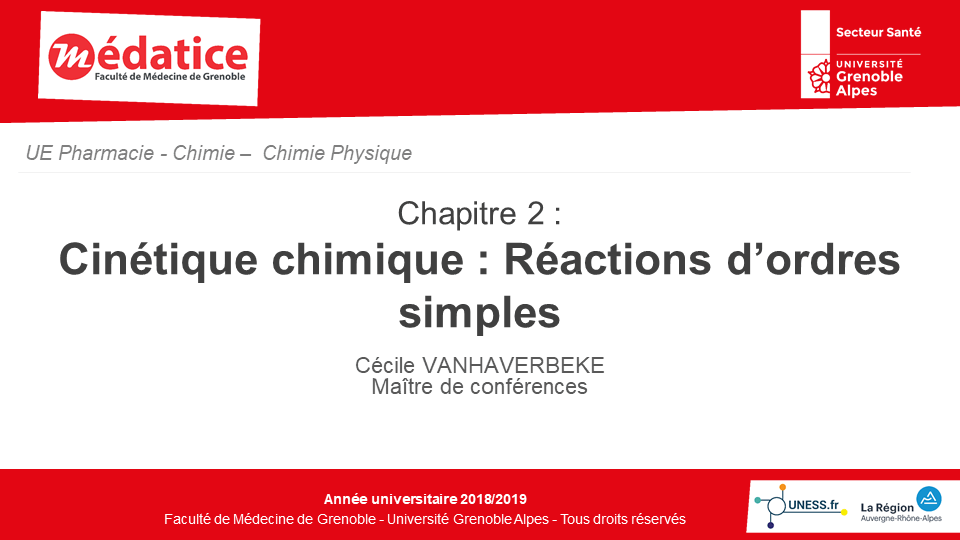 médatice
Faculté de Médecine de Grenoble
Secteur Santé
UNIVERSITÉ
Grenoble
Alpes
UE Pharmacie - Chimie – Chimie Physique
Chapitre 2 :
Cinétique chimique : Réactions d’ordres
simples
Cécile VANHAVERBEKE
Maître de conférences
Année universitaire 2018/2019
Faculté de Médecine de Grenoble - Université Grenoble Alpes - Tous droits réservés
UNESS.fr
La Région
Auvergne-Rhône-Alpes